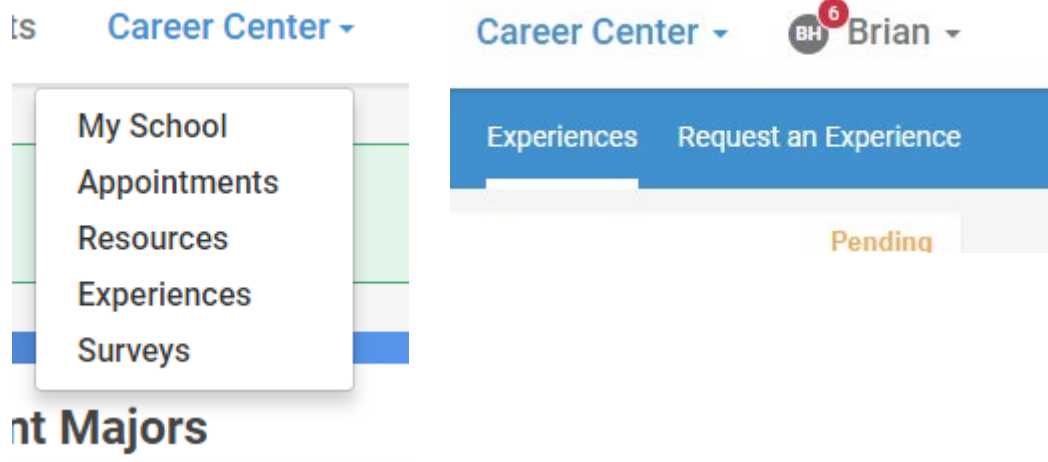 ts Career Center
My School
Appointments
Resources
Experiences
Surveys
nt Majors
Career Center BH 6 Brian
Experiences Request an Experience
Pending